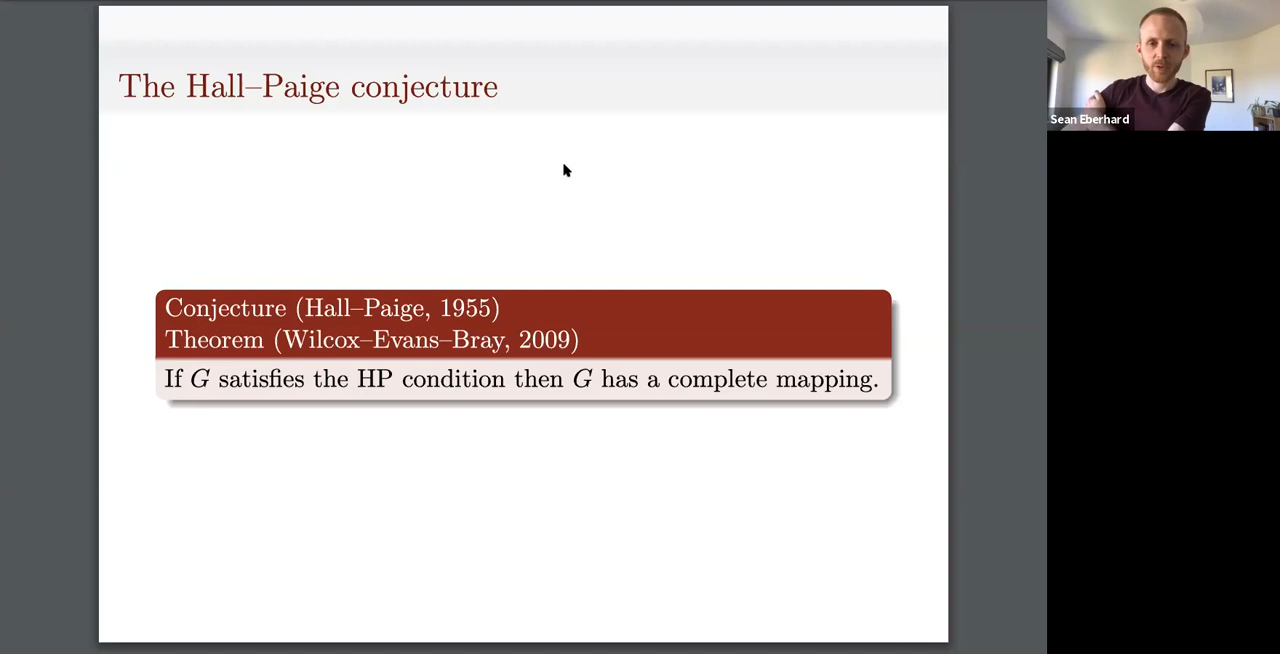 The Hall–Paige conjecture
Conjecture (Hall–Paige, 1955)
Theorem (Wilcox–Evans–Bray, 2009)
If G satisfies the HP condition then G has a complete mapping.
Sean Eberhard